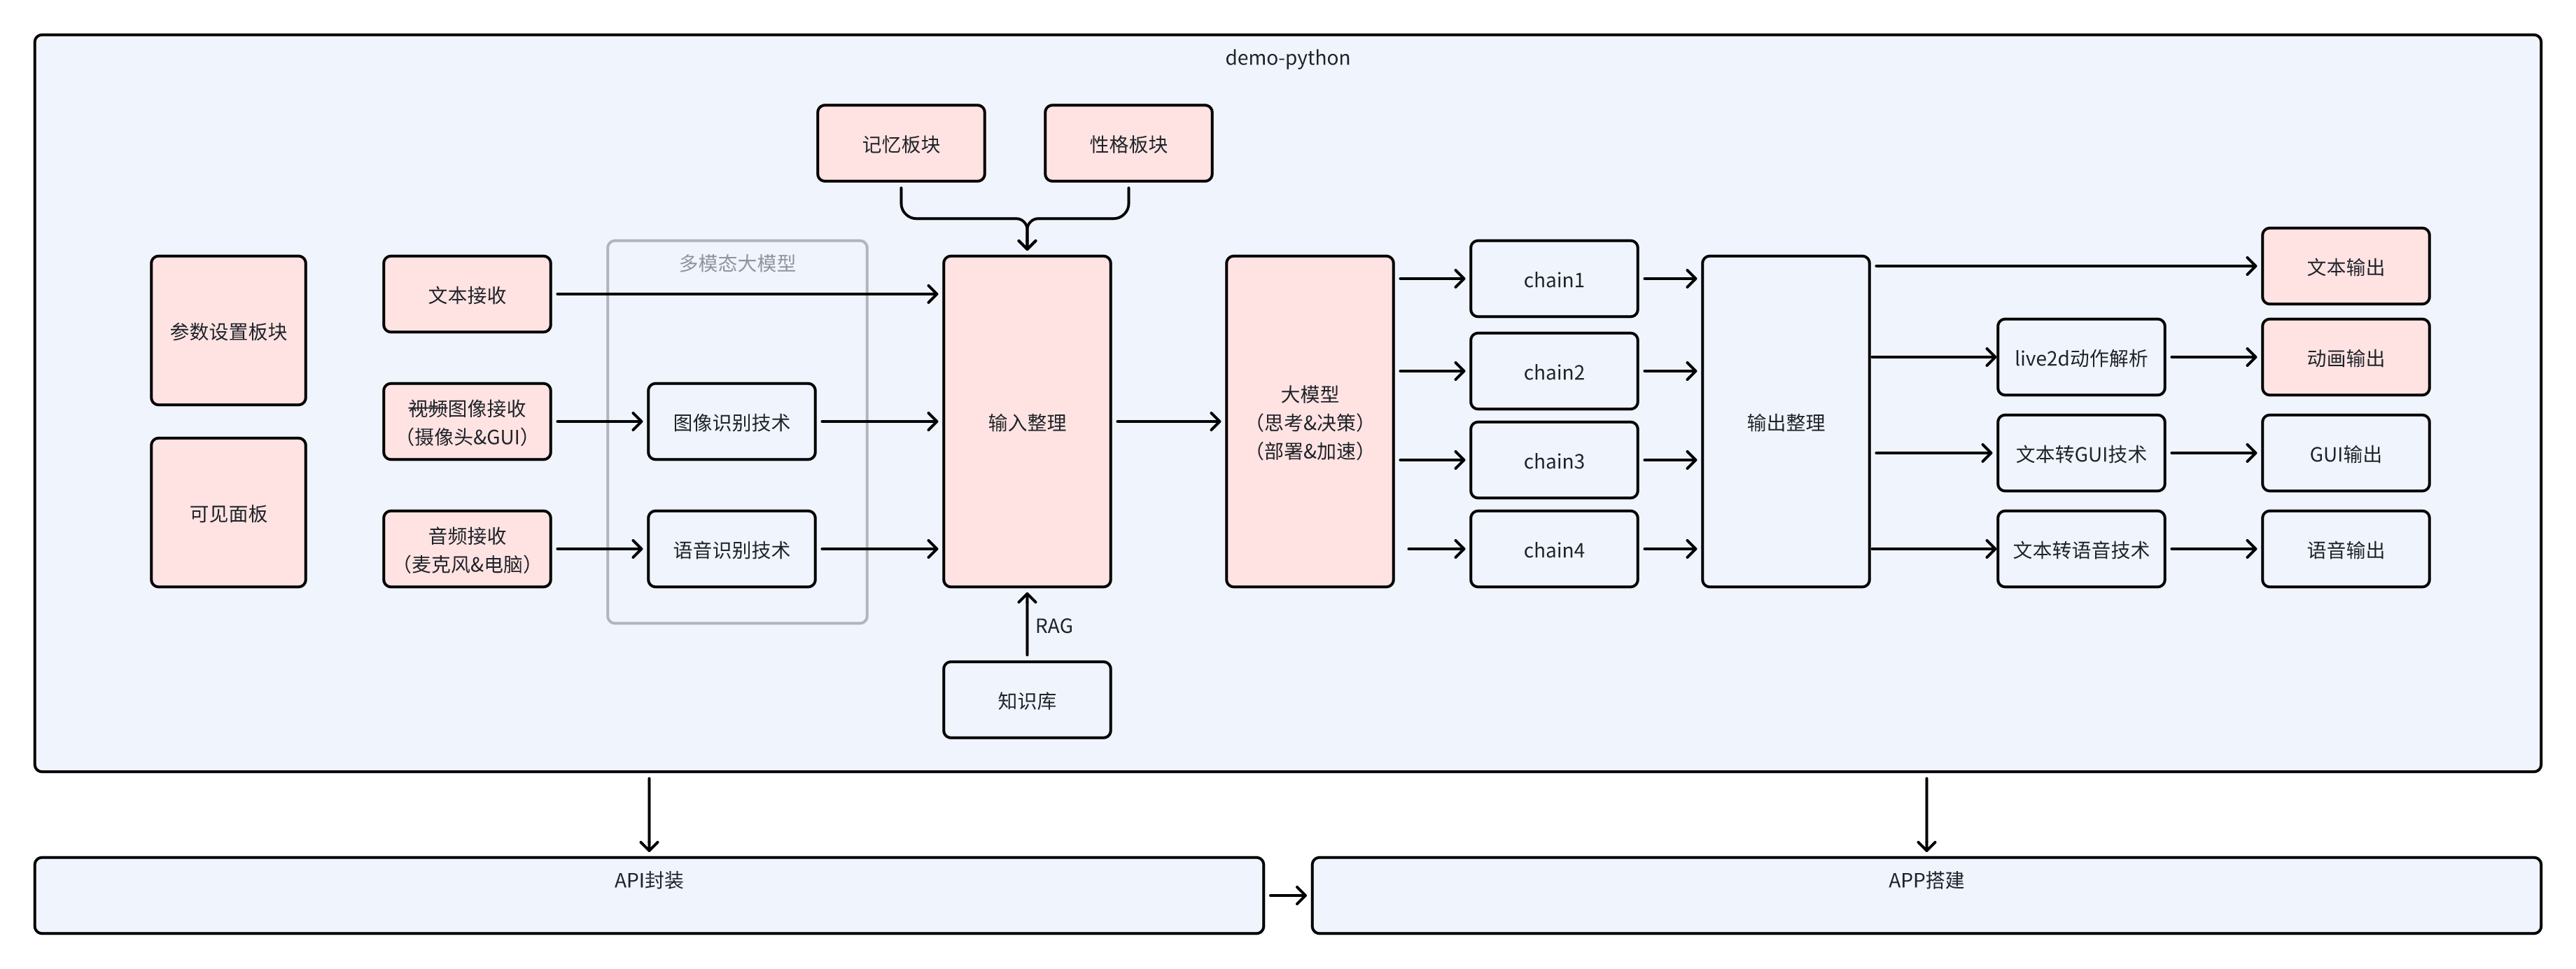 demo-python
记忆板块
性格板块
参数设置板块
可见面板
文本接收
视频图像接收
（摄像头&GUI）
音频接收
（麦克风&电脑）
多模态大模型
图像识别技术
语音识别技术
输入整理
RAG
知识库
大模型
（思考&决策）
（部署&加速）
chain1
chain2
chain3
chain4
输出整理
live2d动作解析
文本转GUI技术
文本转语音技术
文本输出
动画输出
GUI输出
语音输出
API封装
APP搭建